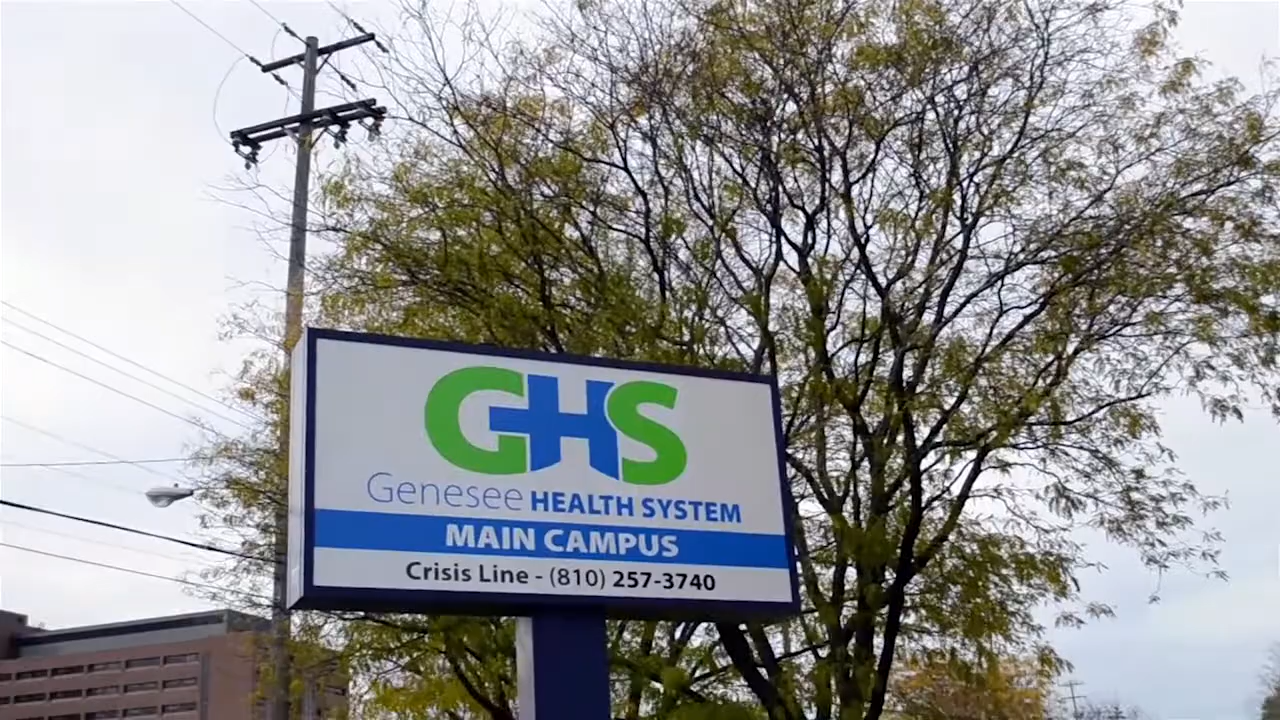 GHS
Genesee HEALTH SYSTEM
MAIN CAMPUS
Crisis Line - (810) 257-3740